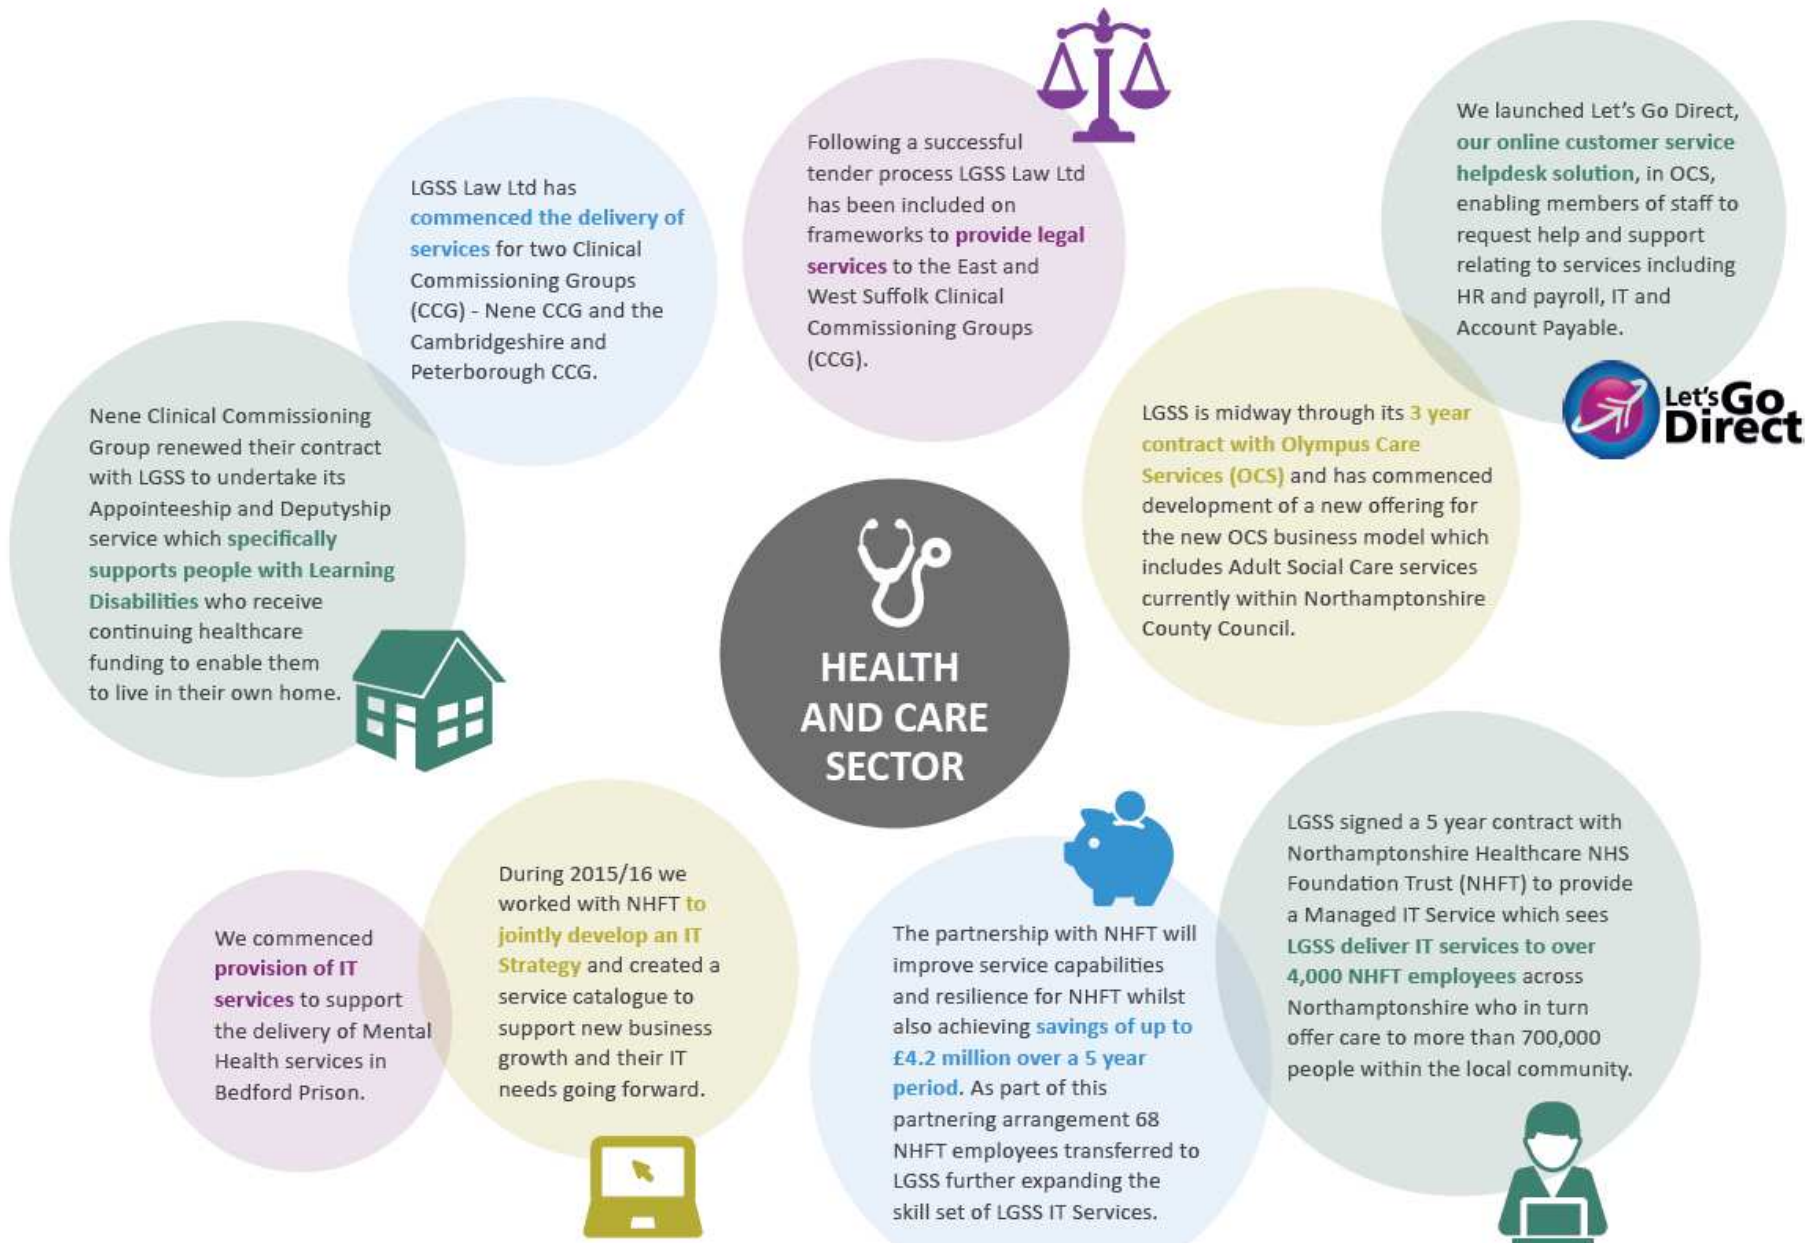 LGSS Law Ltd has
commenced the delivery of
services for two Clinical
Commissioning Groups
(CCG) - Nene CCG and the
Cambridgeshire and
Peterborough CCG.
Following a successful
tender process LGSS Law Ltd
has been included on
frameworks to provide legal
services to the East and
West Suffolk Clinical
Commissioning Groups
(CCG).
We launched Let's Go Direct,
our online customer service
helpdesk solution, in OCS,
enabling members of staff to
request help and support
relating to services including
HR and payroll, IT and
Account Payable.
Let's Go
Direct
Nene Clinical Commissioning
Group renewed their contract
with LGSS to undertake its
Appointeeship and Deputyship
service which specifically
supports people with Learning
Disabilities who receive
continuing healthcare
funding to enable them
to live in their own home.
HEALTH
AND CARE
SECTOR
LGSS is midway through its 3 year
contract with Olympus Care
Services (OCS) and has commenced
development of a new offering for
the new OCS business model which
includes Adult Social Care services
currently within Northamptonshire
County Council.
We commenced
provision of IT
services to support
the delivery of Mental
Health services in
Bedford Prison.
During 2015/16 we
worked with NHFT to
jointly develop an IT
Strategy and created a
service catalogue to
support new business
growth and their IT
needs going forward.
The partnership with NHFT will
improve service capabilities
and resilience for NHFT whilst
also achieving savings of up to
£4.2 million over a 5 year
period. As part of this
partnering arrangement 68
NHFT employees transferred to
LGSS further expanding the
skill set of LGSS IT Services.
LGSS signed a 5 year contract with
Northamptonshire Healthcare NHS
Foundation Trust (NHFT) to provide
a Managed IT Service which sees
LGSS deliver IT services to over
4,000 NHFT employees across
Northamptonshire who in turn
offer care to more than 700,000
people within the local community.